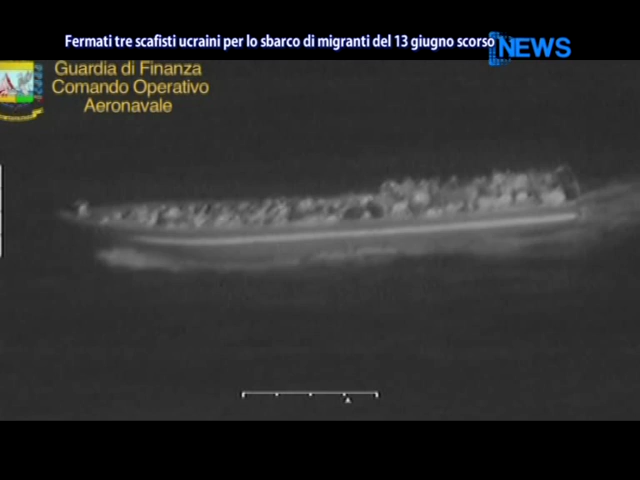 Fermati tre scafisti ucraini per lo sbarco di migranti del 13 giugno scorso
NEWS
Guardia di Finanza
Comando Operativo
Aeronavale